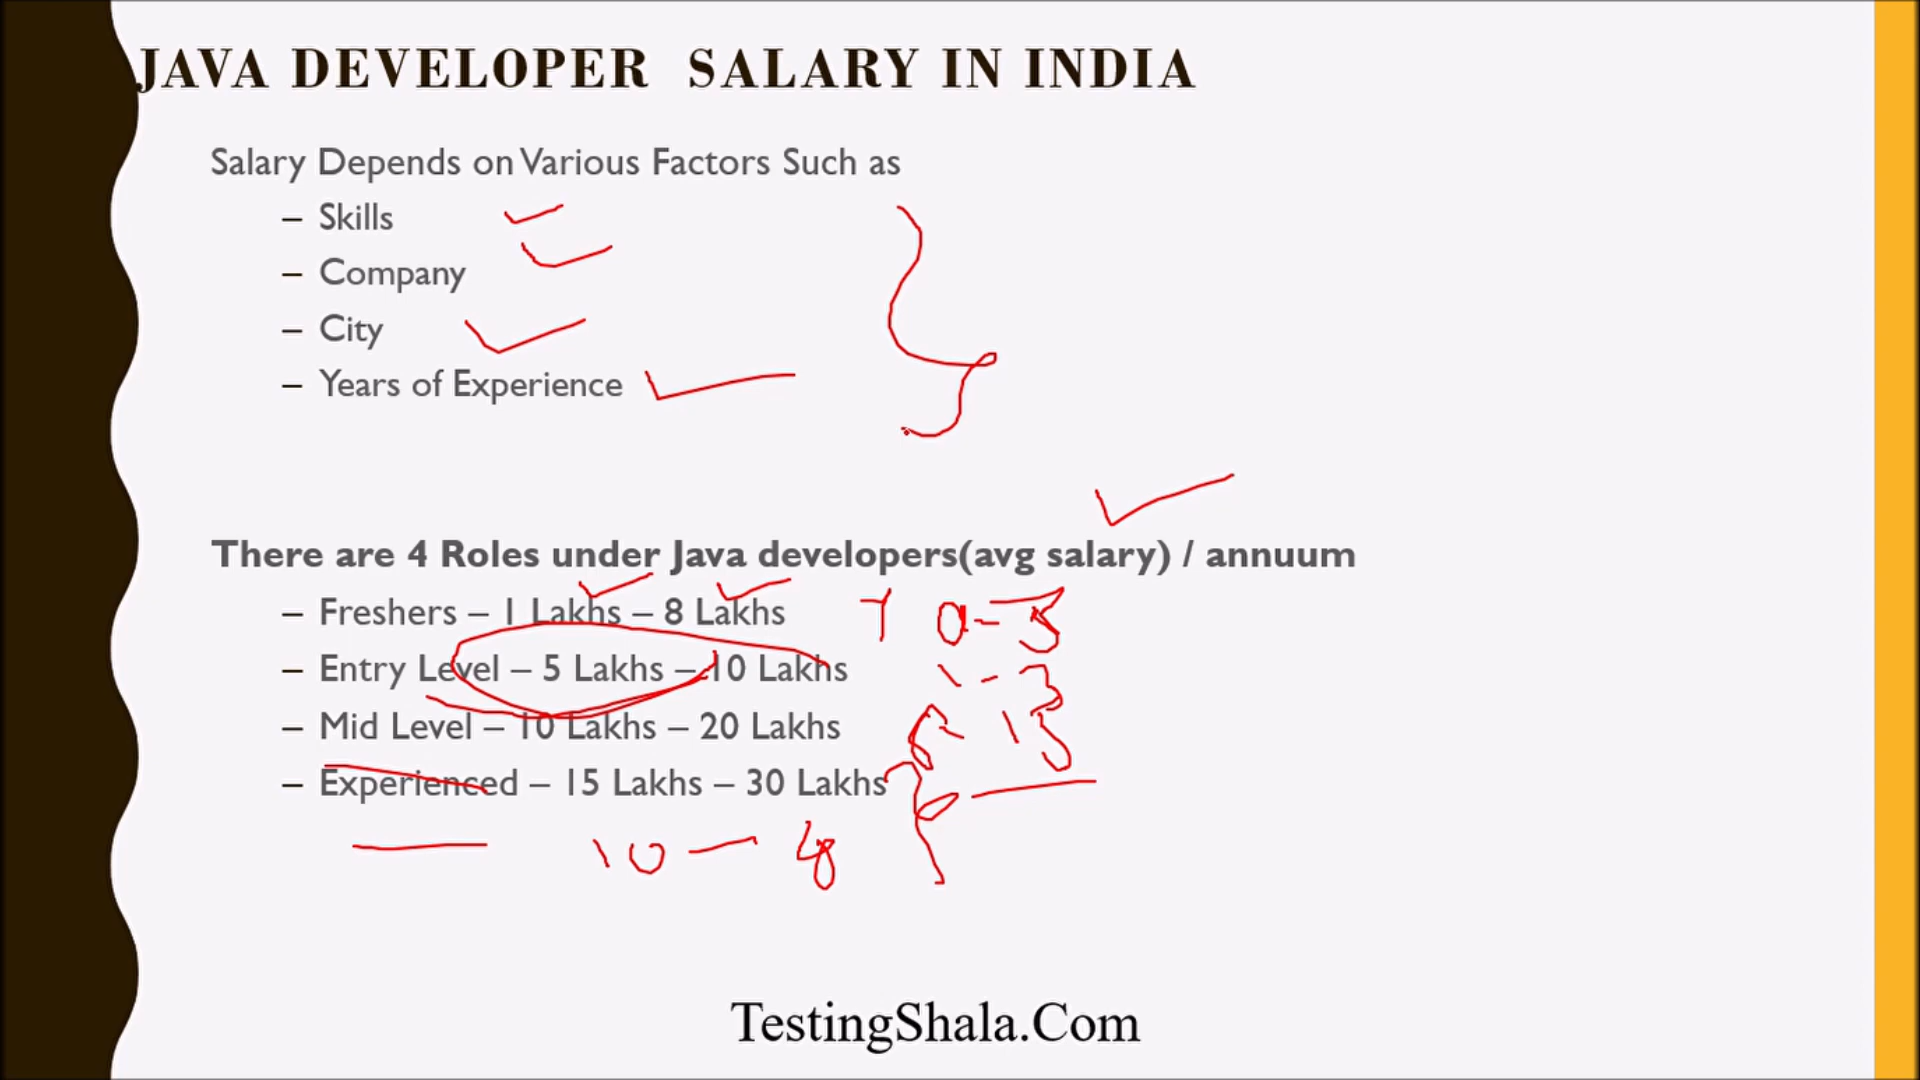 JAVA DEVELOPER SALARY IN INDIA
Salary Depends on Various Factors Such as
– Skills
– Company
– City
– Years of Experience
There are 4 Roles under Java developers(avg salary) / annuum
– Freshers – 1 Lakhs – 8 Lakhs
– Entry Level – 5 Lakhs – 10 Lakhs
– Mid Level – 10 Lakhs – 20 Lakhs
– Experienced – 15 Lakhs – 30 Lakhs
10 –
TestingShala.Com